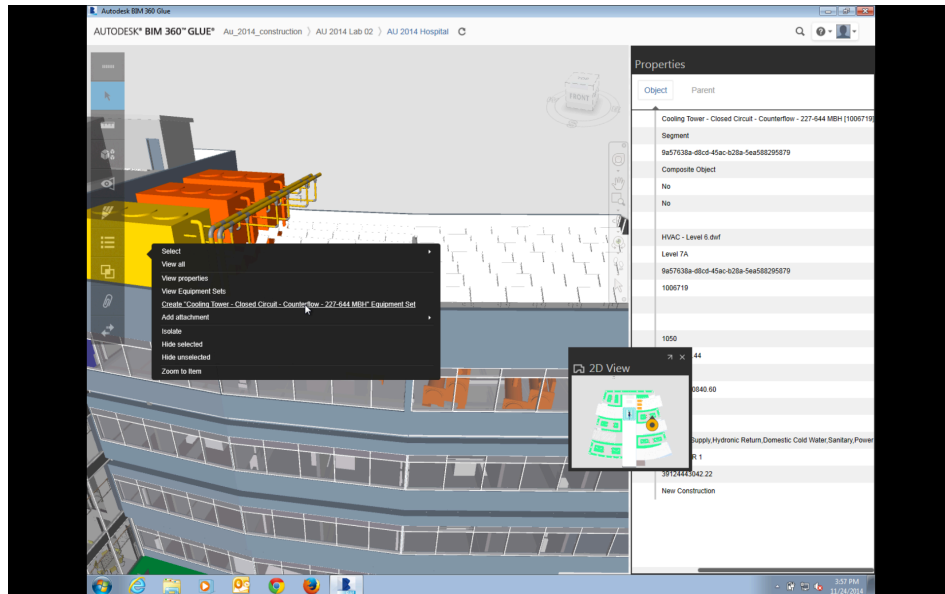 Autodesk BIM 360 Glue
AUTODESK® BIM 360™ GLUE® Au_2014_construction 〉 AU 2014 Lab 02 〉 AU 2014 Hospital
FRONT
Properties
Object Parent
Cooling Tower - Closed Circuit - Counterflow - 227-644 MBH [1006719]
Segment
9a57638a-d8cd-45ac-b28a-5ea588295879
Composite Object
No
No
HVAC - Level 6.dwf
Level 7A
9a57638a-d8cd-45ac-b28a-5ea588295879
1006719
1050
.44
0840.60
Supply,Hydronic Return,Domestic Cold Water,Sanitary,Power
R 1
39124443042.22
New Construction
Select
View all
View properties
View Equipment Sets
Create "Cooling Tower - Closed Circuit - Counterflow - 227-644 MBH" Equipment Set
Add attachment
Isolate
Hide selected
Hide unselected
Zoom to Item
2D View
3:57 PM
11/24/2014